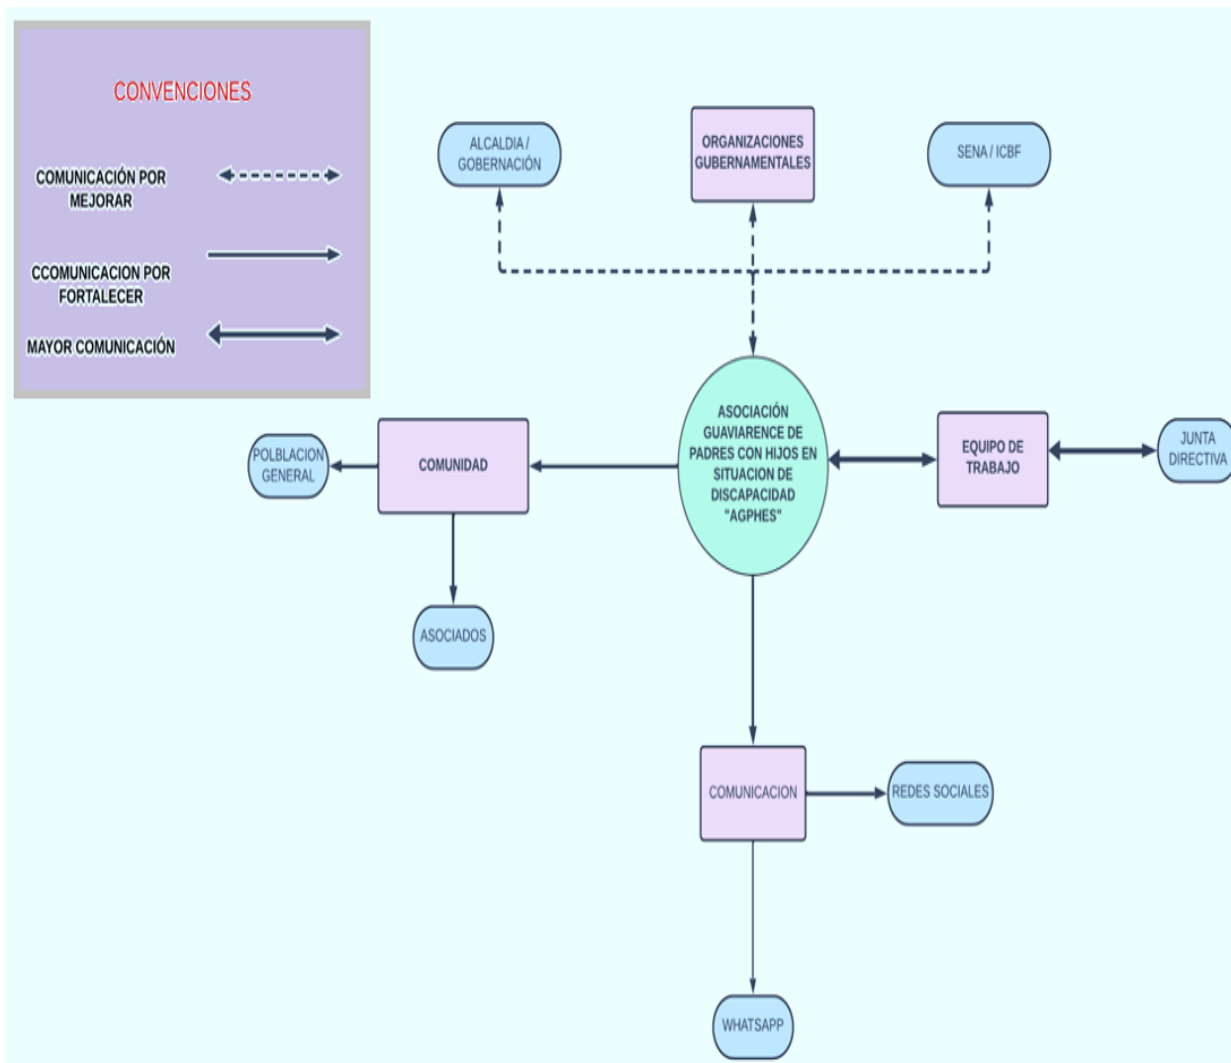 CONVENCIONES
COMUNICACIÓN POR
MEJORAR
CCOMUNICACION POR
FORTALECER
MAYOR COMUNICACIÓN
ALCALDIA /
GOBERNACIÓN
ORGANIZACIONES
GUBERNAMENTALES
SENA / ICBF
POLBLACIÓN
GENERAL
COMUNIDAD
ASOCIACIÓN
GUAVIARENCE DE
PADRES CON HIJOS EN
SITUACION DE
DISCAPACIDAD
"AGPHES"
EQUIPO DE
TRABAJO
JUNTA
DIRECTIVA
ASOCIADOS
COMUNICACION
REDES SOCIALES
WHATSAPP